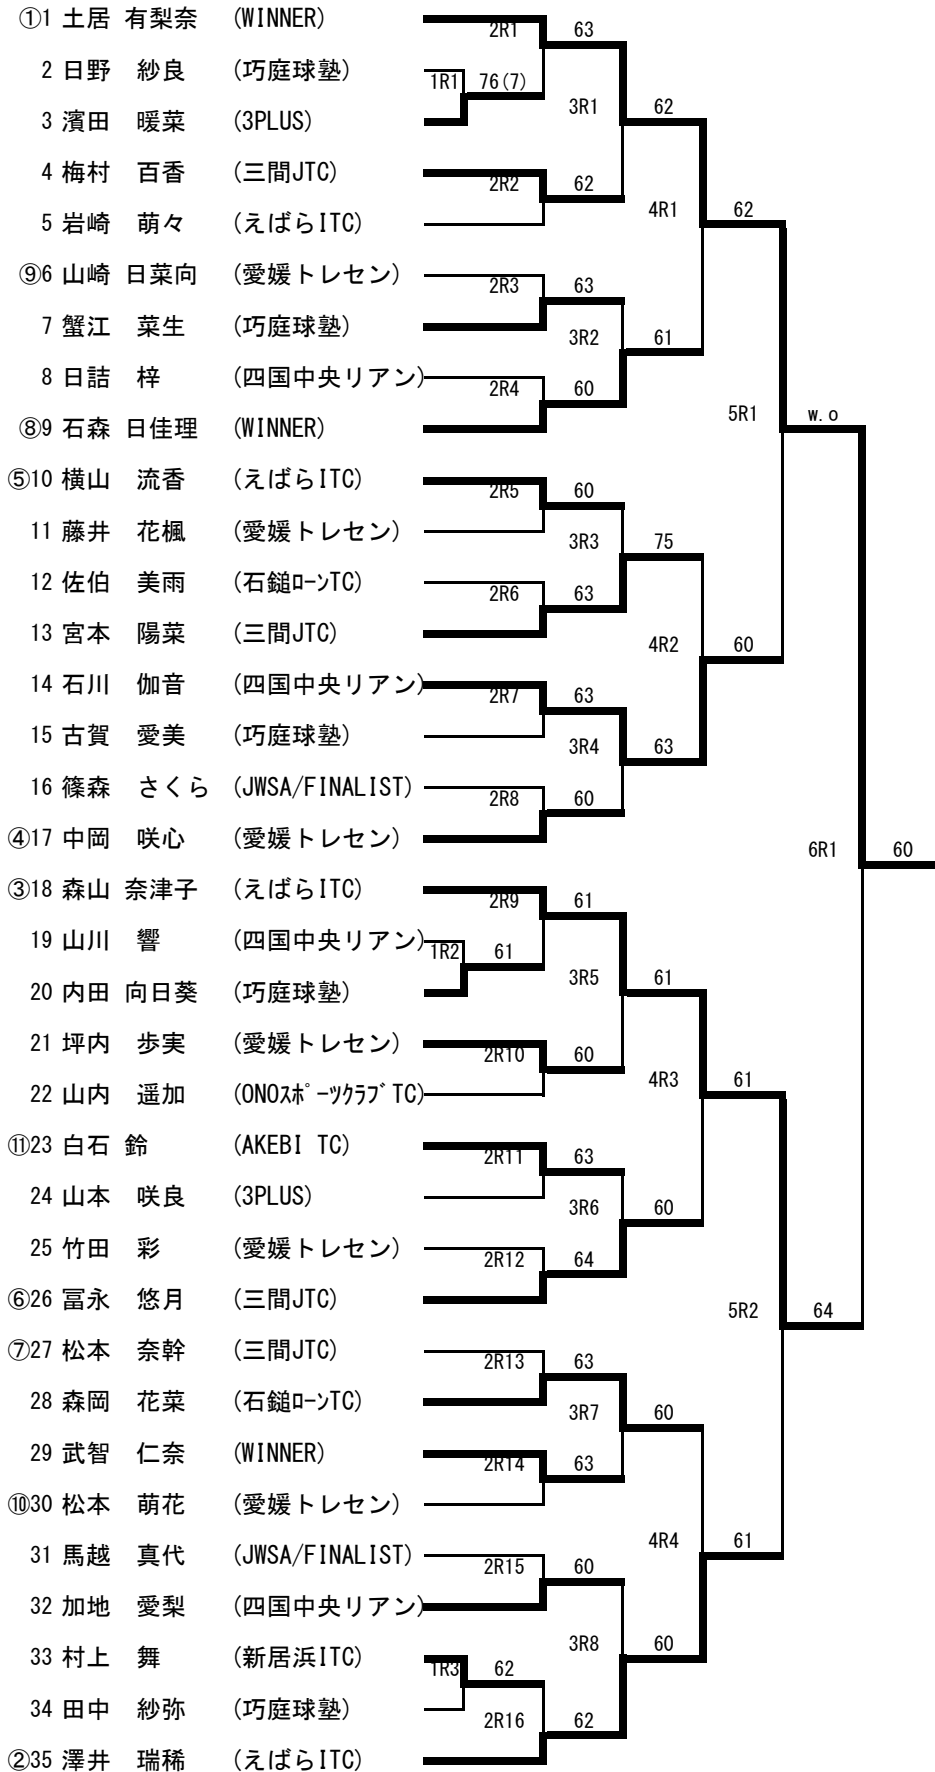 ①1 土居 有梨奈 (WINNER)
2R1 63
2 日野 紗良 (巧庭球塾)
1R1 76(7)
3R1 62
3 濱田 暖菜 (3PLUS)
4 梅村 百香 (三間JTC)
2R2 62
4R1 62
5 岩崎 萌々 (えばらITC)
⑨6 山崎 日菜向 (愛媛トレセン)
2R3 63
7 蟹江 菜生 (巧庭球塾)
3R2 61
8 日詰 梓 (四国中央リアン)
2R4 60
5R1 w.o
⑧9 石森 日佳理 (WINNER)
⑤10 横山 流香 (えばらITC)
2R5 60
11 藤井 花楓 (愛媛トレセン)
3R3 75
12 佐伯 美雨 (石鎚ローンTC)
2R6 63
13 宮本 陽菜 (三間JTC)
4R2 60
14 石川 伽音 (四国中央リアン)
2R7 63
15 古賀 愛美 (巧庭球塾)
3R4 63
16 篠森 さくら (JWSA/FINALIST)
2R8 60
④17 中岡 咲心 (愛媛トレセン)
6R1 60
③18 森山 奈津子 (えばらITC)
2R9 61
19 山川 響 (四国中央リアン)
1R2 61
3R5 61
20 内田 向日葵 (巧庭球塾)
21 坪内 歩実 (愛媛トレセン)
2R10 60
4R3 61
22 山内 遥加 (ONOスポーツクラブTC)
⑪23 白石 鈴 (AKEBI TC)
2R11 63
24 山本 咲良 (3PLUS)
3R6 60
25 竹田 彩 (愛媛トレセン)
2R12 64
⑥26 冨永 悠月 (三間JTC)
5R2 64
⑦27 松本 奈幹 (三間JTC)
2R13 63
28 森岡 花菜 (石鎚ローンTC)
3R7 60
29 武智 仁奈 (WINNER)
2R14 63
⑩30 松本 萌花 (愛媛トレセン)
4R4 61
31 馬越 真代 (JWSA/FINALIST)
2R15 60
32 加地 愛梨 (四国中央リアン)
3R8 60
33 村上 舞 (新居浜ITC)
1R3 62
34 田中 紗弥 (巧庭球塾)
2R16 62
②35 澤井 瑞稀 (えばらITC)